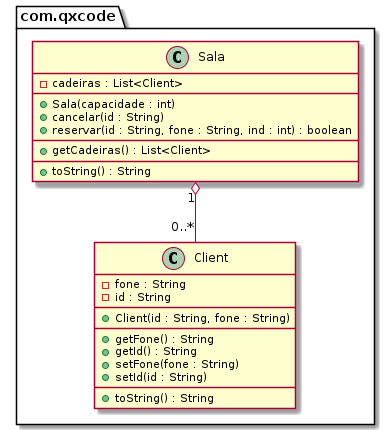 com.qxcode
C Sala
cadeiras : List<Client>
Sala(capacidade : int)
cancelar(id : String)
reservar(id : String, fone : String, ind : int) : boolean
getCadeiras() : List<Client>
toString() : String
1
0..*
C Client
fone : String
id : String
Client(id : String, fone : String)
getFone() : String
getId() : String
setFone(fone : String)
setId(id : String)
toString() : String